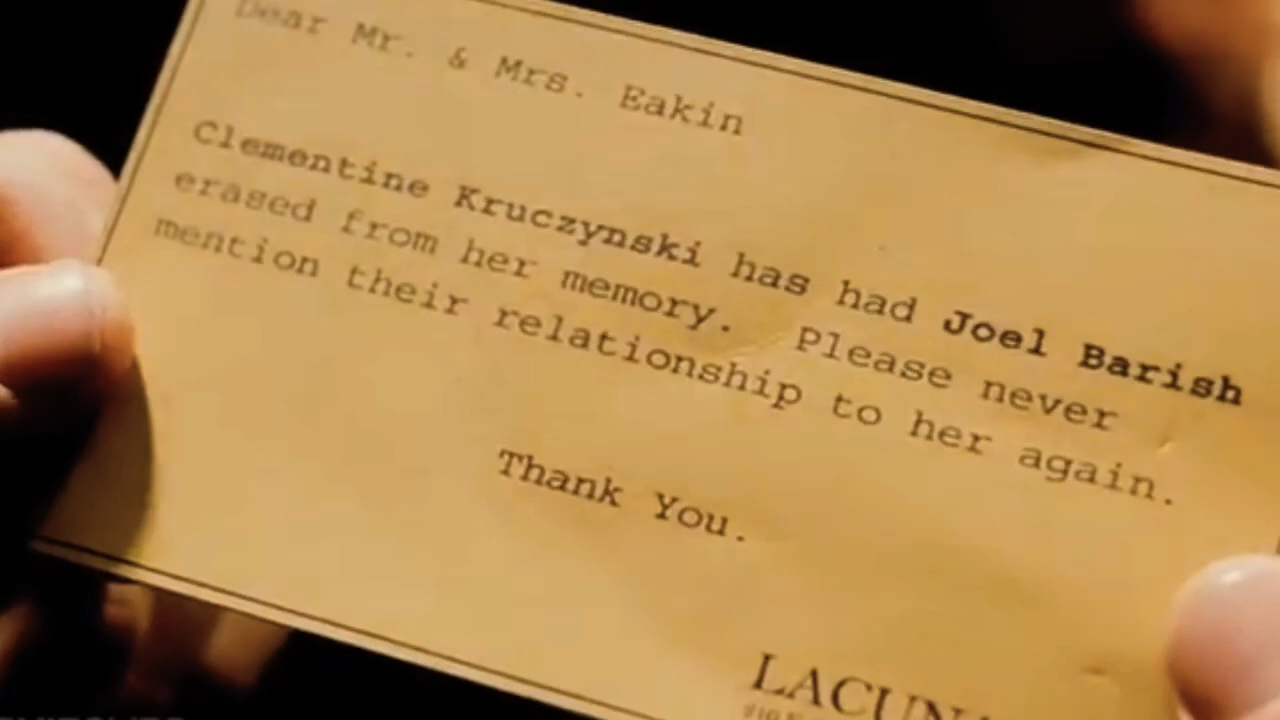 Dear Mr. & Mrs. Eakin
Clementine Kruczynski has had Joel Barish
erased from her memory. Please never
mention their relationship to her again.
Thank You.
LACUNA